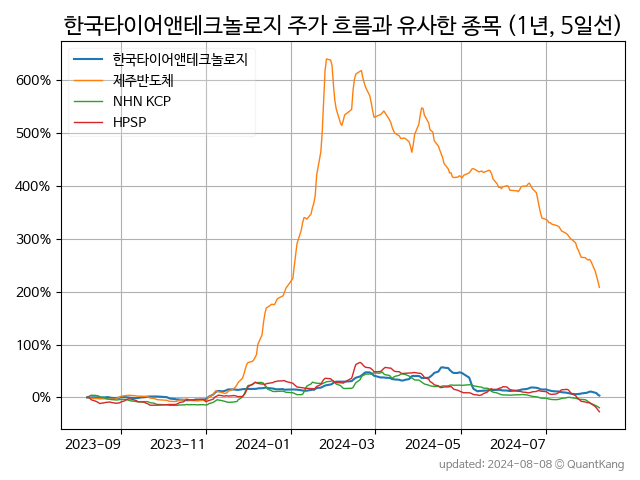 한국타이어앤테크놀로지 주가 흐름과 유사한 종목 (1년, 5일선)
한국타이어앤테크놀로지
제주반도체
NHN KCP
HPSP
600%
500%
400%
300%
200%
100%
0%
2023-09 2023-11 2024-01 2024-03 2024-05 2024-07
updated: 2024-08-08 © QuantKang